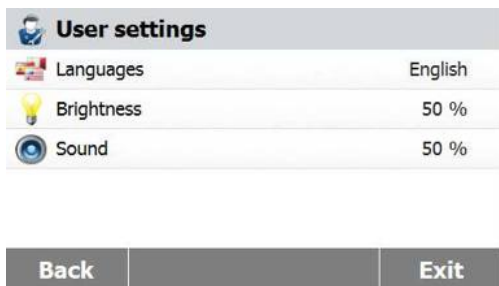 User settings
Languages English
Brightness 50 %
Sound 50 %
Back Exit